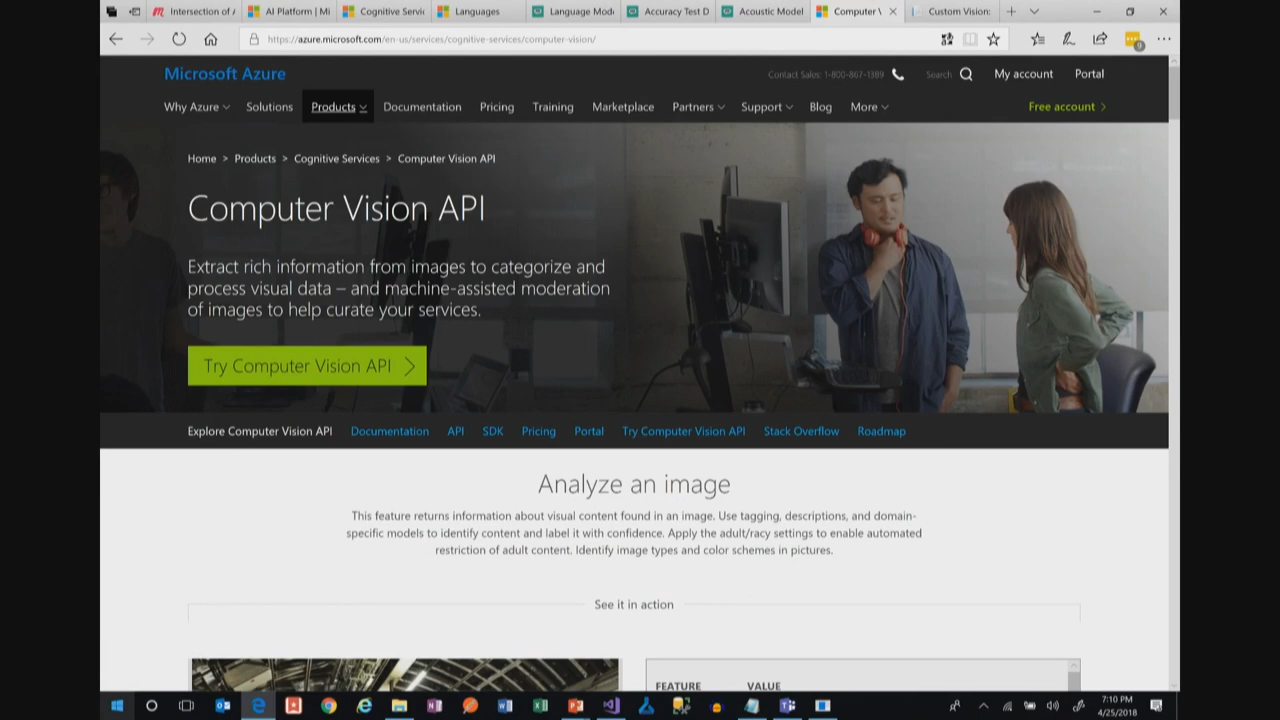 Intersection of A
AI Platform | Mi
Cognitive Servi
Languages
Language Mode
Accuracy Test D
Acoustic Model
Computer V
Custom Vision:
https://azure.microsoft.com/en-us/services/cognitive-services/computer-vision/
9
Microsoft Azure
Contact Sales: 1-800-867-1389
Search
My account
Portal
Why Azure
Solutions
Products
Documentation
Pricing
Training
Marketplace
Partners
Support
Blog
More
Free account >
Home > Products > Cognitive Services > Computer Vision API
Computer Vision API
Extract rich information from images to categorize and
process visual data – and machine-assisted moderation
of images to help curate your services.
Try Computer Vision API
Explore Computer Vision API
Documentation
API
SDK
Pricing
Portal
Try Computer Vision API
Stack Overflow
Roadmap
Analyze an image
This feature returns information about visual content found in an image. Use tagging, descriptions, and domain-
specific models to identify content and label it with confidence. Apply the adult/racy settings to enable automated
restriction of adult content. Identify image types and color schemes in pictures.
See it in action
FEATURE
VALUE
7:10 PM
4/25/2018